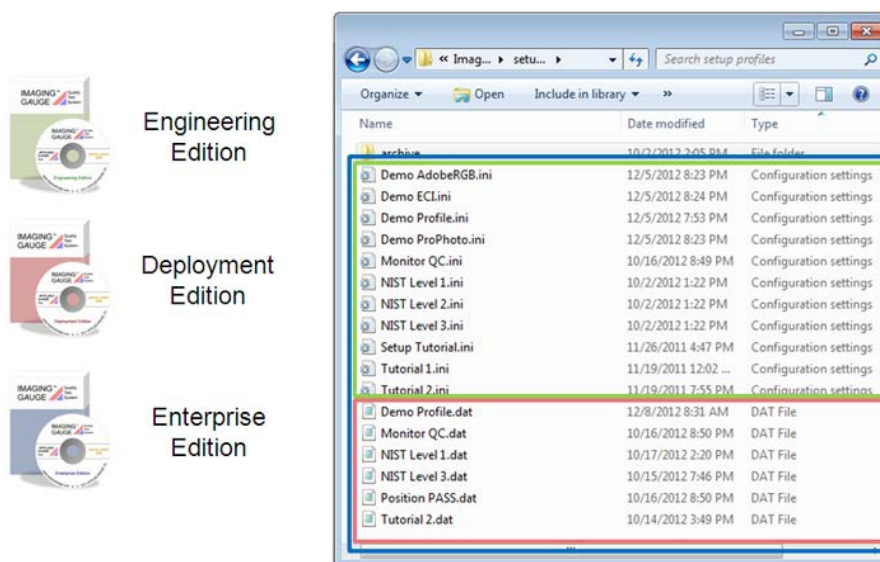 IMAGING
GAUGE
Engineering
Edition
IMAGING
GAUGE
Deployment
Edition
IMAGING
GAUGE
Enterprise
Edition
« Imag... ▸ setu... ▸
Search setup profiles
Organize ▾ Open Include in library ▾ »
Name Date modified Type
archive 10/2/2012 2:05 PM File folder
Demo AdobeRGB.ini 12/5/2012 8:23 PM Configuration settings
Demo ECI.ini 12/5/2012 8:24 PM Configuration settings
Demo Profile.ini 12/5/2012 7:53 PM Configuration settings
Demo ProPhoto.ini 12/5/2012 8:23 PM Configuration settings
Monitor QC.ini 10/16/2012 8:49 PM Configuration settings
NIST Level 1.ini 10/2/2012 1:22 PM Configuration settings
NIST Level 2.ini 10/2/2012 1:22 PM Configuration settings
NIST Level 3.ini 10/2/2012 1:22 PM Configuration settings
Setup Tutorial.ini 11/26/2011 4:47 PM Configuration settings
Tutorial 1.ini 11/19/2011 12:02 ... Configuration settings
Tutorial 2.ini 11/19/2011 7:55 PM Configuration settings
Demo Profile.dat 12/8/2012 8:31 AM DAT File
Monitor QC.dat 10/16/2012 8:50 PM DAT File
NIST Level 1.dat 10/17/2012 2:20 PM DAT File
NIST Level 3.dat 10/15/2012 7:46 PM DAT File
Position PASS.dat 10/16/2012 8:50 PM DAT File
Tutorial 2.dat 10/14/2012 3:49 PM DAT File